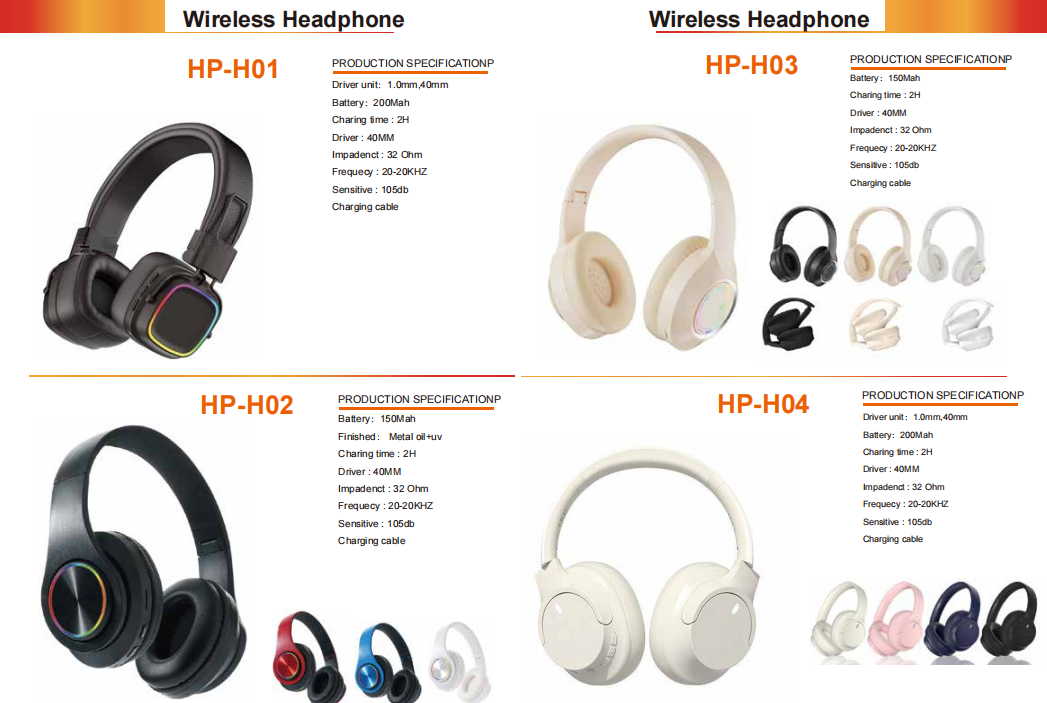 Wireless Headphone
HP-H01
PRODUCTION SPECIFICATIONP
Driver unit: 1.0mm,40mm
Battery: 200Mah
Charing time : 2H
Driver : 40MM
Impadenct : 32 Ohm
Frequecy : 20-20KHZ
Sensitive : 105db
Charging cable
HP-H02
PRODUCTION SPECIFICATIONP
Battery: 150Mah
Finished: Metal oil+uv
Charing time : 2H
Driver : 40MM
Impadenct : 32 Ohm
Frequecy : 20-20KHZ
Sensitive : 105db
Charging cable
Wireless Headphone
HP-H03
PRODUCTION SPECIFICATIONP
Battery: 150Mah
Charing time : 2H
Driver : 40MM
Impadenct : 32 Ohm
Frequecy : 20-20KHZ
Sensitive : 105db
Charging cable
HP-H04
PRODUCTION SPECIFICATIONP
Driver unit: 1.0mm,40mm
Battery: 200Mah
Charing time : 2H
Driver : 40MM
Impadenct : 32 Ohm
Frequecy : 20-20KHZ
Sensitive : 105db
Charging cable